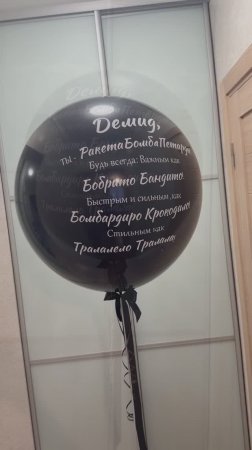 Демид,
Ты - РакетаБомбаПетарда
Будь всегда: Важным как
Бобрито Бандито
Быстрым и сильным ,как
Бомбардиро Крокодило
Стильным как
Тралалело Тралала